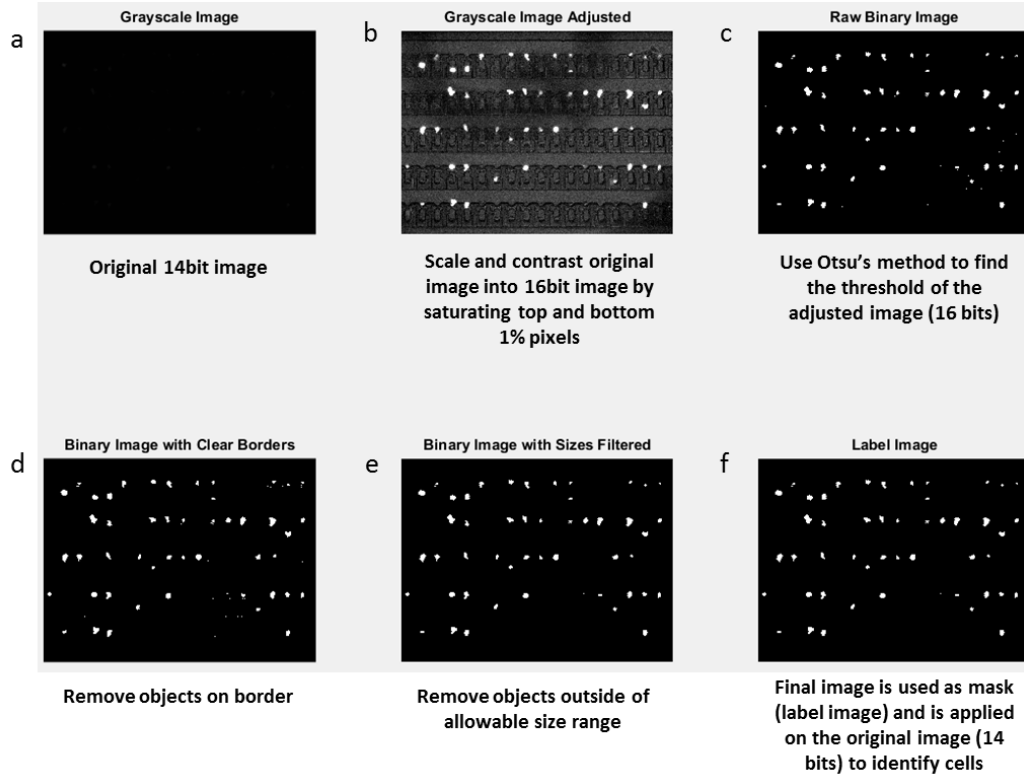 a
Grayscale Image
Original 14bit image
b
Grayscale Image Adjusted
Scale and contrast original
image into 16bit image by
saturating top and bottom
1% pixels
c
Raw Binary Image
Use Otsu’s method to find
the threshold of the
adjusted image (16 bits)
d
Binary Image with Clear Borders
Remove objects on border
e
Binary Image with Sizes Filtered
Remove objects outside of
allowable size range
f
Label Image
Final image is used as mask
(label image) and is applied
on the original image (14
bits) to identify cells